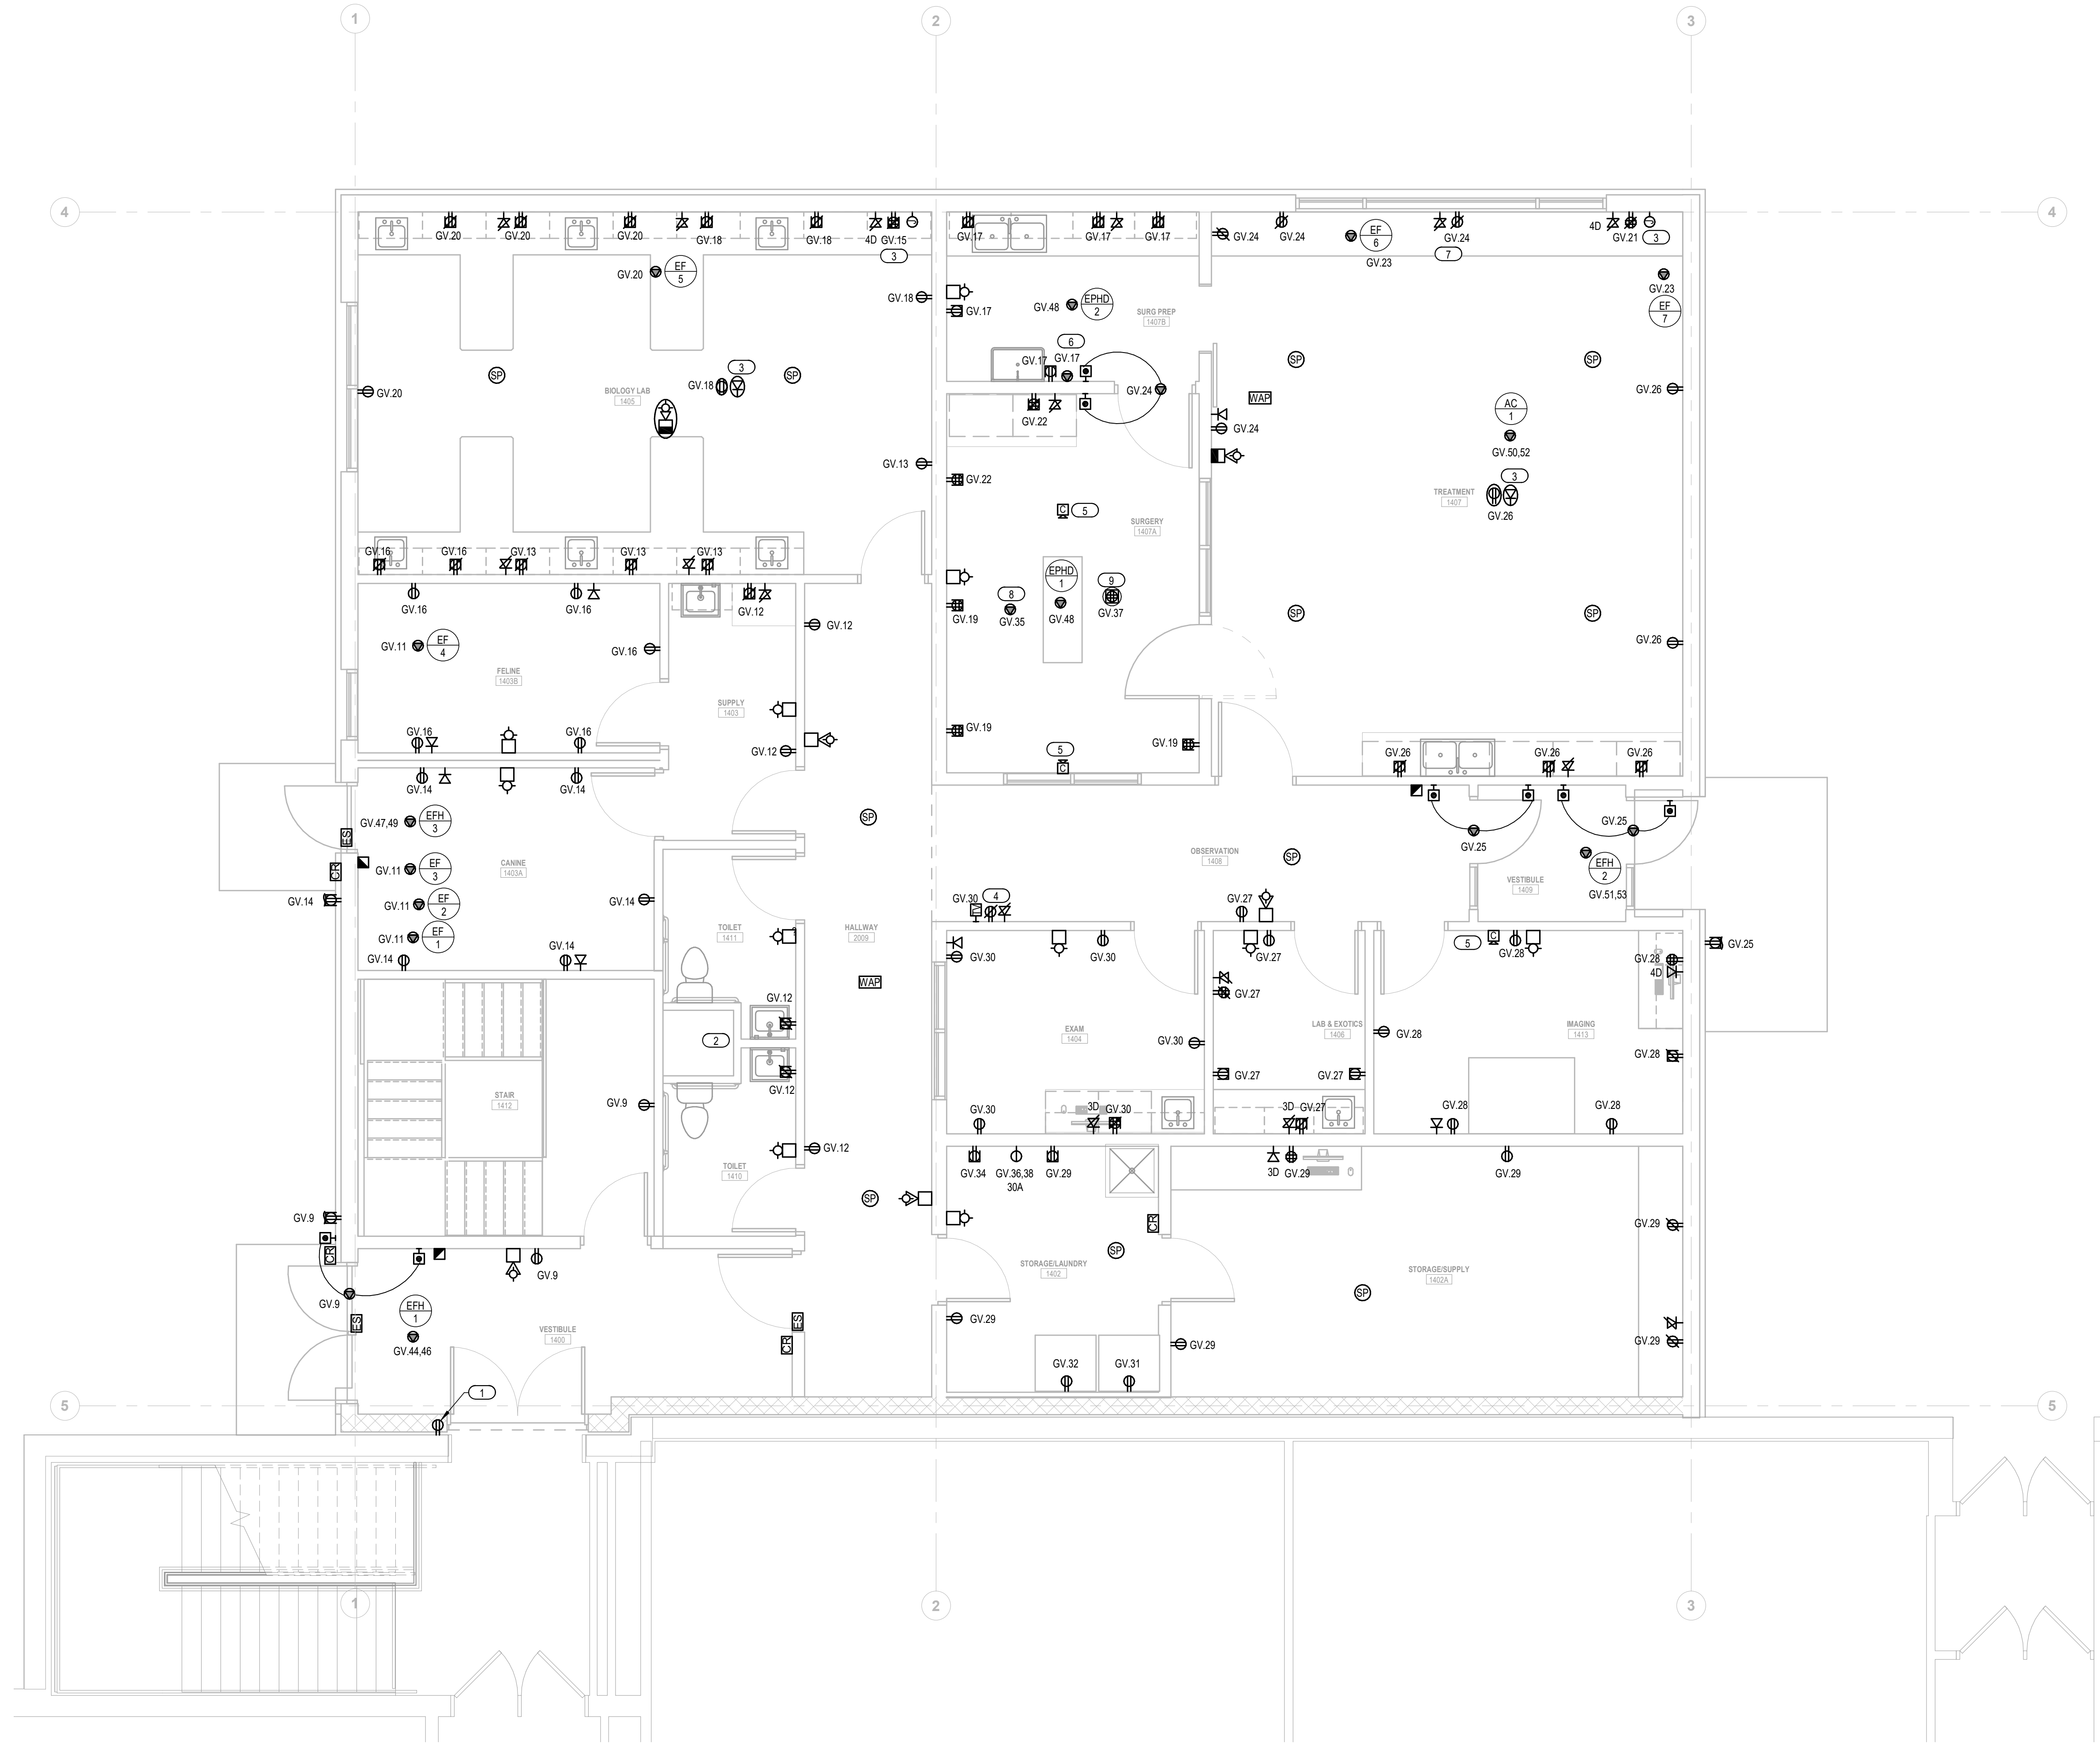 1
2
3
4
4
GV.20
GV.20
GV.20
GV.18
GV.18
4D
GV.15
3
GV.17
GV.17
GV.17
GV.24
GV.24
EF
6
GV.23
GV.24
7
4D
GV.21
3
GV.20
EF
5
GV.18
GV.17
GV.48
EPHD
2
SURG PREP
1407B
GV.23
EF
7
SP
SP
BIOLOGY LAB
1405
GV.20
GV.18
3
6
GV.17
GV.17
GV.24
GV.22
SP
SP
WAP
GV.24
GV.26
AC
1
GV.50,52
3
GV.26
TREATMENT
1407
GV.13
GV.22
C
5
SURGERY
1407A
GV.16
GV.16
GV.13
GV.13
GV.13
GV.16
GV.16
GV.12
GV.12
GV.19
8
GV.35
EPHD
1
GV.48
9
GV.37
SP
SP
GV.26
GV.11
EF
4
GV.16
FELINE
1403B
SUPPLY
1403
GV.16
GV.16
GV.12
GV.19
5
C
GV.19
GV.26
GV.26
GV.26
GV.14
GV.14
GV.47,49
EFH
3
ES
CR
GV.11
EF
3
CANINE
1403A
GV.14
GV.11
EF
2
GV.11
EF
1
GV.14
GV.14
GV.14
SP
OBSERVATION
1408
SP
GV.25
GV.25
VESTIBULE
1409
EFH
2
GV.51,53
TOILET
1411
HALLWAY
2009
GV.30
4
GV.27
GV.30
GV.30
GV.27
GV.27
5
C
GV.28
GV.28
4D
GV.25
WAP
GV.12
2
GV.12
EXAM
1404
GV.30
LAB & EXOTICS
1406
GV.28
IMAGING
1413
GV.28
GV.27
GV.27
STAIR
1412
GV.9
GV.12
TOILET
1410
GV.30
3D
GV.30
3D
GV.27
GV.28
GV.28
GV.34
GV.36,38
30A
GV.29
3D
GV.29
GV.29
SP
GV.9
CR
GV.9
GV.9
CR
SP
GV.29
STORAGE/LAUNDRY
1402
STORAGE/SUPPLY
1402A
SP
EFH
1
GV.44,46
ES
VESTIBULE
1400
ES
CR
GV.29
GV.29
GV.29
GV.32
GV.31
1
5
5
1
2
3